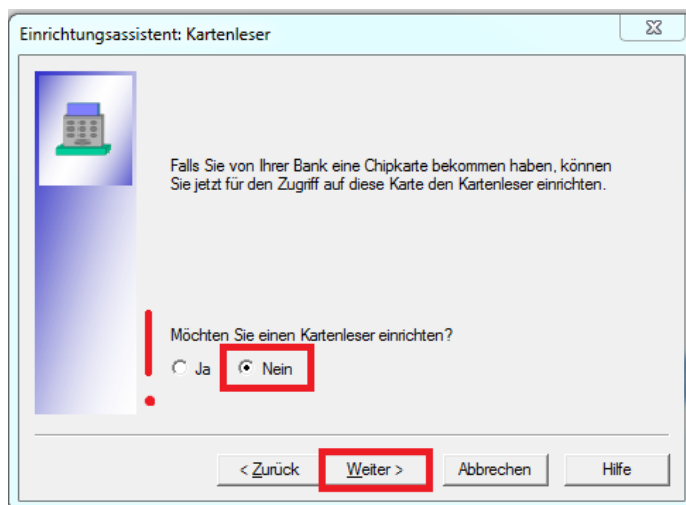 Einrichtungsassistent: Kartenleser
Falls Sie von Ihrer Bank eine Chipkarte bekommen haben, können
Sie jetzt für den Zugriff auf diese Karte den Kartenleser einrichten.
Möchten Sie einen Kartenleser einrichten?
Ja Nein
< Zurück Weiter > Abbrechen Hilfe